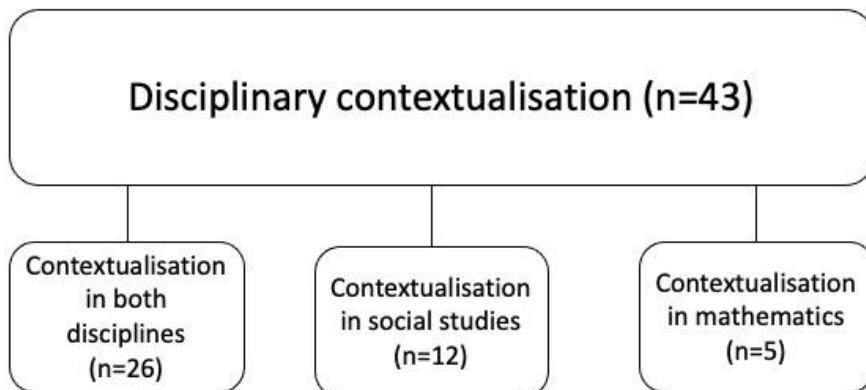 Disciplinary contextualisation (n=43)
Contextualisation
in both
disciplines
(n=26)
Contextualisation
in social studies
(n=12)
Contextualisation
in mathematics
(n=5)